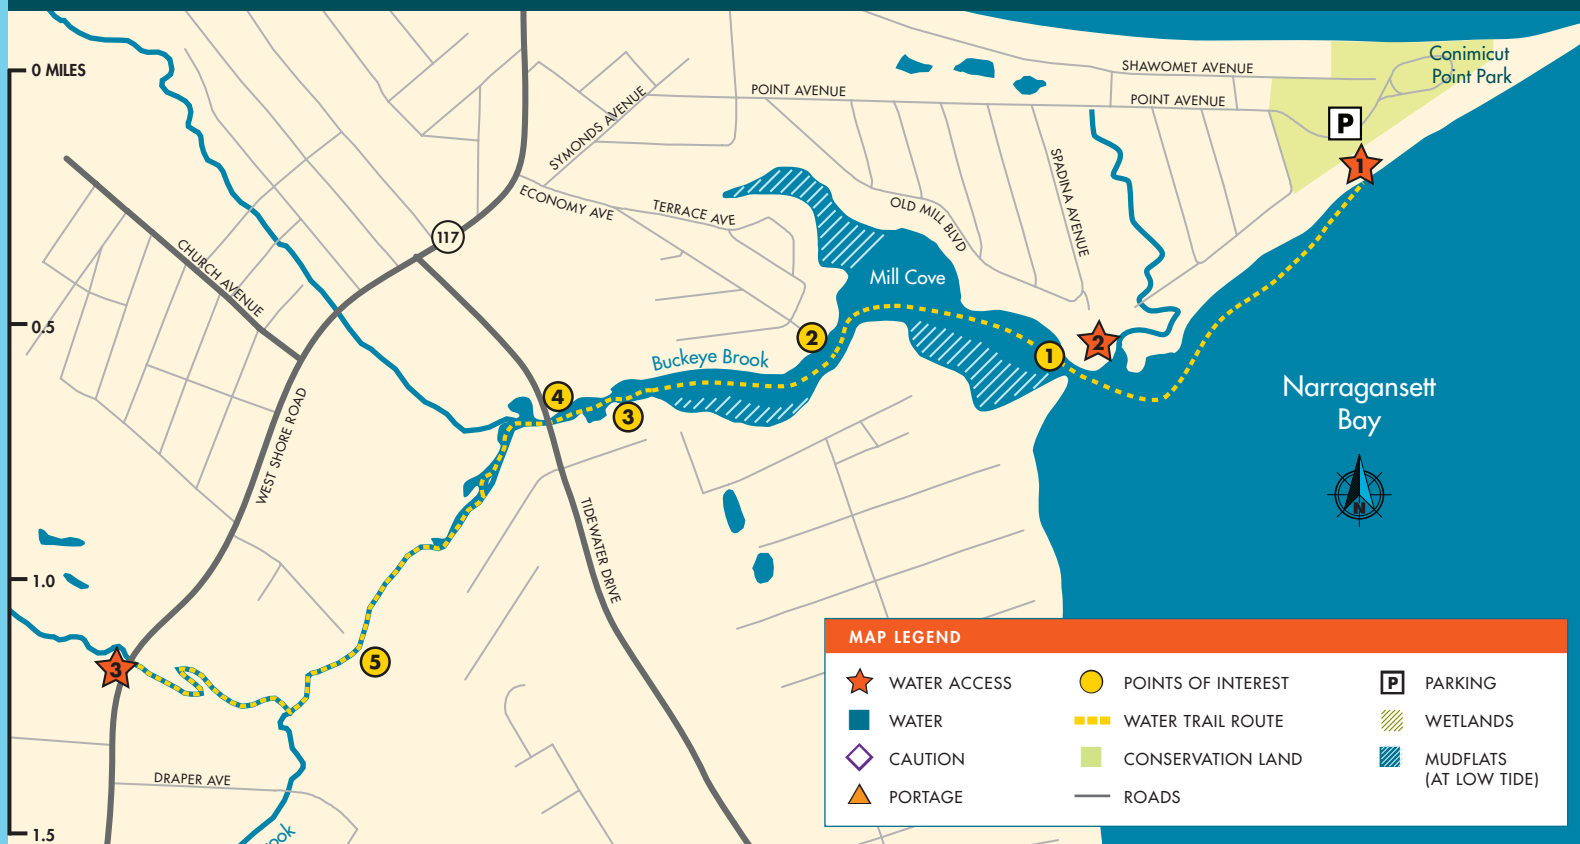 0 MILES
0.5
1.0
1.5
Conimicut
Point Park
SHAWOMET AVENUE
POINT AVENUE
POINT AVENUE
P
1
SYMONDS AVENUE
ECONOMY AVE
TERRACE AVE
OLD MILL BLVD
SPADINA AVENUE
CHURCH AVENUE
117
Mill Cove
2
1
2
Buckeye Brook
4
3
Narragansett
Bay
N
WEST SHORE ROAD
TIDEWATER DRIVE
5
3
DRAPER AVE
ook
MAP LEGEND
WATER ACCESS
WATER
CAUTION
PORTAGE
POINTS OF INTEREST
WATER TRAIL ROUTE
CONSERVATION LAND
ROADS
P
PARKING
WETLANDS
MUDFLATS
(AT LOW TIDE)